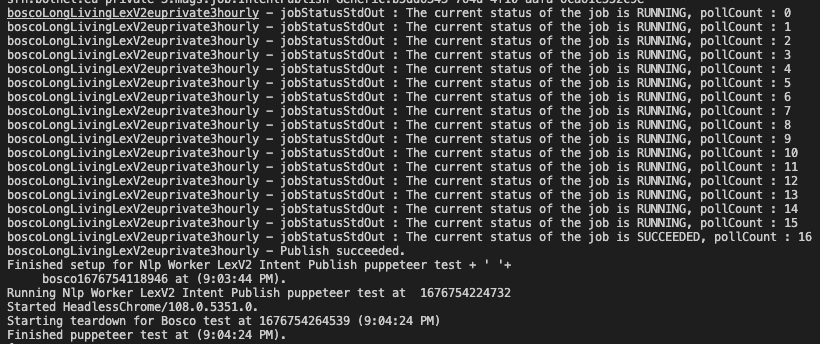 boscoLongLivingLexV2euprivate3hourly – jobStatusStdOut : The current status of the job is RUNNING, pollCount : 0
boscoLongLivingLexV2euprivate3hourly – jobStatusStdOut : The current status of the job is RUNNING, pollCount : 1
boscoLongLivingLexV2euprivate3hourly – jobStatusStdOut : The current status of the job is RUNNING, pollCount : 2
boscoLongLivingLexV2euprivate3hourly – jobStatusStdOut : The current status of the job is RUNNING, pollCount : 3
boscoLongLivingLexV2euprivate3hourly – jobStatusStdOut : The current status of the job is RUNNING, pollCount : 4
boscoLongLivingLexV2euprivate3hourly – jobStatusStdOut : The current status of the job is RUNNING, pollCount : 5
boscoLongLivingLexV2euprivate3hourly – jobStatusStdOut : The current status of the job is RUNNING, pollCount : 6
boscoLongLivingLexV2euprivate3hourly – jobStatusStdOut : The current status of the job is RUNNING, pollCount : 7
boscoLongLivingLexV2euprivate3hourly – jobStatusStdOut : The current status of the job is RUNNING, pollCount : 8
boscoLongLivingLexV2euprivate3hourly – jobStatusStdOut : The current status of the job is RUNNING, pollCount : 9
boscoLongLivingLexV2euprivate3hourly – jobStatusStdOut : The current status of the job is RUNNING, pollCount : 10
boscoLongLivingLexV2euprivate3hourly – jobStatusStdOut : The current status of the job is RUNNING, pollCount : 11
boscoLongLivingLexV2euprivate3hourly – jobStatusStdOut : The current status of the job is RUNNING, pollCount : 12
boscoLongLivingLexV2euprivate3hourly – jobStatusStdOut : The current status of the job is RUNNING, pollCount : 13
boscoLongLivingLexV2euprivate3hourly – jobStatusStdOut : The current status of the job is RUNNING, pollCount : 14
boscoLongLivingLexV2euprivate3hourly – jobStatusStdOut : The current status of the job is RUNNING, pollCount : 15
boscoLongLivingLexV2euprivate3hourly – jobStatusStdOut : The current status of the job is SUCCEEDED, pollCount : 16
boscoLongLivingLexV2euprivate3hourly – Publish succeeded.
Finished setup for Nlp Worker LexV2 Intent Publish puppeteer test + ' '+
bosco1676754118946 at (9:03:44 PM).
Running Nlp Worker LexV2 Intent Publish puppeteer test at 1676754224732
Started HeadlessChrome/108.0.5351.0.
Starting teardown for Bosco test at 1676754264539 (9:04:24 PM)
Finished puppeteer test at (9:04:24 PM).